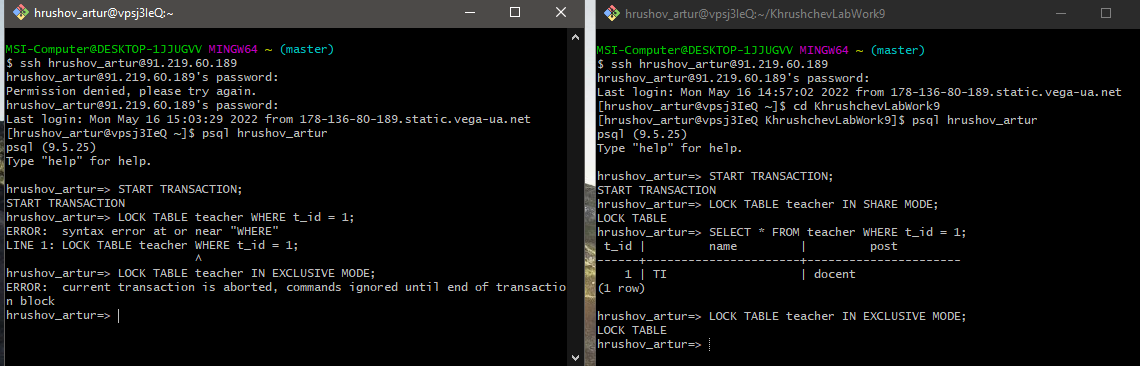 hrushov_artur@vpsj3IeQ:~
MSI-Computer@DESKTOP-1JJUGVV MINGW64 ~ (master)
$ ssh hrushov_artur@91.219.60.189
hrushov_artur@91.219.60.189's password:
Permission denied, please try again.
hrushov_artur@91.219.60.189's password:
Last login: Mon May 16 15:03:29 2022 from 178-136-80-189.static.vega-ua.net
[hrushov_artur@vpsj3IeQ ~]$ psql hrushov_artur
psql (9.5.25)
Type "help" for help.
hrushov_artur=> START TRANSACTION;
START TRANSACTION
hrushov_artur=> LOCK TABLE teacher WHERE t_id = 1;
ERROR:  syntax error at or near "WHERE"
LINE 1: LOCK TABLE teacher WHERE t_id = 1;
                           ^
hrushov_artur=> LOCK TABLE teacher IN EXCLUSIVE MODE;
ERROR:  current transaction is aborted, commands ignored until end of transactio
n block
hrushov_artur=>
hrushov_artur@vpsj3IeQ:~/KhrushchevLabWork9
MSI-Computer@DESKTOP-1JJUGVV MINGW64 ~ (master)
$ ssh hrushov_artur@91.219.60.189
hrushov_artur@91.219.60.189's password:
Last login: Mon May 16 14:57:02 2022 from 178-136-80-189.static.vega-ua.net
[hrushov_artur@vpsj3IeQ ~]$ cd KhrushchevLabWork9
[hrushov_artur@vpsj3IeQ KhrushchevLabWork9]$ psql hrushov_artur
psql (9.5.25)
Type "help" for help.
hrushov_artur=> START TRANSACTION;
START TRANSACTION
hrushov_artur=> LOCK TABLE teacher IN SHARE MODE;
LOCK TABLE
hrushov_artur=> SELECT * FROM teacher WHERE t_id = 1;
 t_id |         name         |         post
------+----------------------+----------------------
    1 | TI                   | docent
(1 row)
hrushov_artur=> LOCK TABLE teacher IN EXCLUSIVE MODE;
LOCK TABLE
hrushov_artur=>